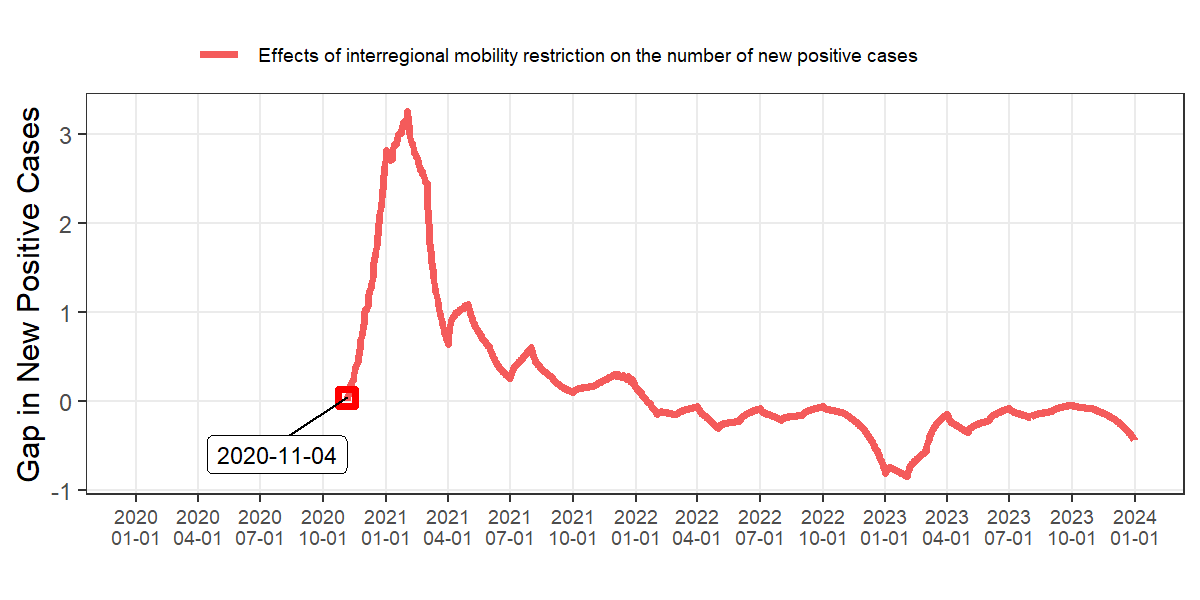 Effects of interregional mobility restriction on the number of new positive cases
Gap in New Positive Cases
3
2
1
0
-1
2020-11-04
2020 2020 2020 2020 2021 2021 2021 2021 2022 2022 2022 2022 2023 2023 2023 2023 2024
01-01 04-01 07-01 10-01 01-01 04-01 07-01 10-01 01-01 04-01 07-01 10-01 01-01 04-01 07-01 10-01 01-01